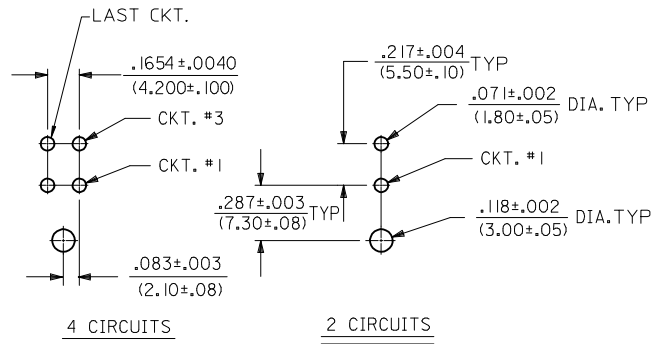 LAST CKT.
.1654±.0040
(4.200±.100)
CKT. #3
CKT. #1
.083±.003
(2.10±.08)
4 CIRCUITS
.217±.004 TYP
(5.50±.10)
.071±.002 DIA. TYP
(1.80±.05)
CKT. #1
.287±.003 TYP
(7.30±.08)
.118±.002 DIA.TYP
(3.00±.05)
2 CIRCUITS